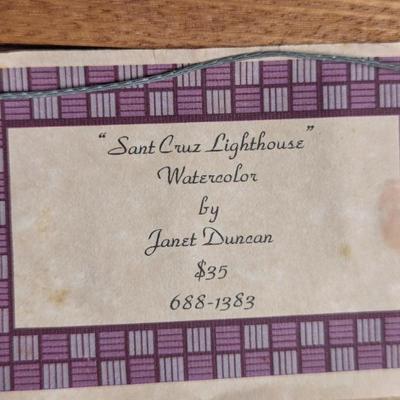 “Sant Cruz Lighthouse”
Watercolor
by
Janet Duncan
$35
688-1383